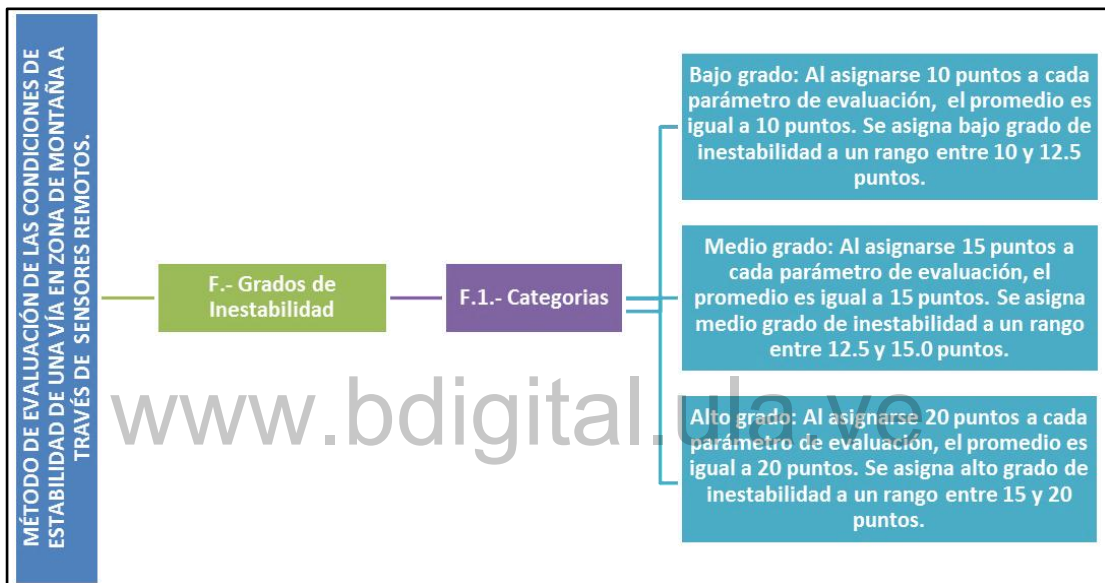 MÉTODO DE EVALUACIÓN DE LAS CONDICIONES DE
ESTABILIDAD DE UNA VÍA EN ZONA DE MONTAÑA A
TRAVÉS DE SENSORES REMOTOS.
F.- Grados de
Inestabilidad
F.1.- Categorias
Bajo grado: Al asignarse 10 puntos a cada
parámetro de evaluación, el promedio es
igual a 10 puntos. Se asigna bajo grado de
inestabilidad a un rango entre 10 y 12.5
puntos.
Medio grado: Al asignarse 15 puntos a
cada parámetro de evaluación, el
promedio es igual a 15 puntos. Se asigna
medio grado de inestabilidad a un rango
entre 12.5 y 15.0 puntos.
Alto grado: Al asignarse 20 puntos a cada
parámetro de evaluación, el promedio es
igual a 20 puntos. Se asigna alto grado de
inestabilidad a un rango entre 15 y 20
puntos.
www.bdigital.ula.ve